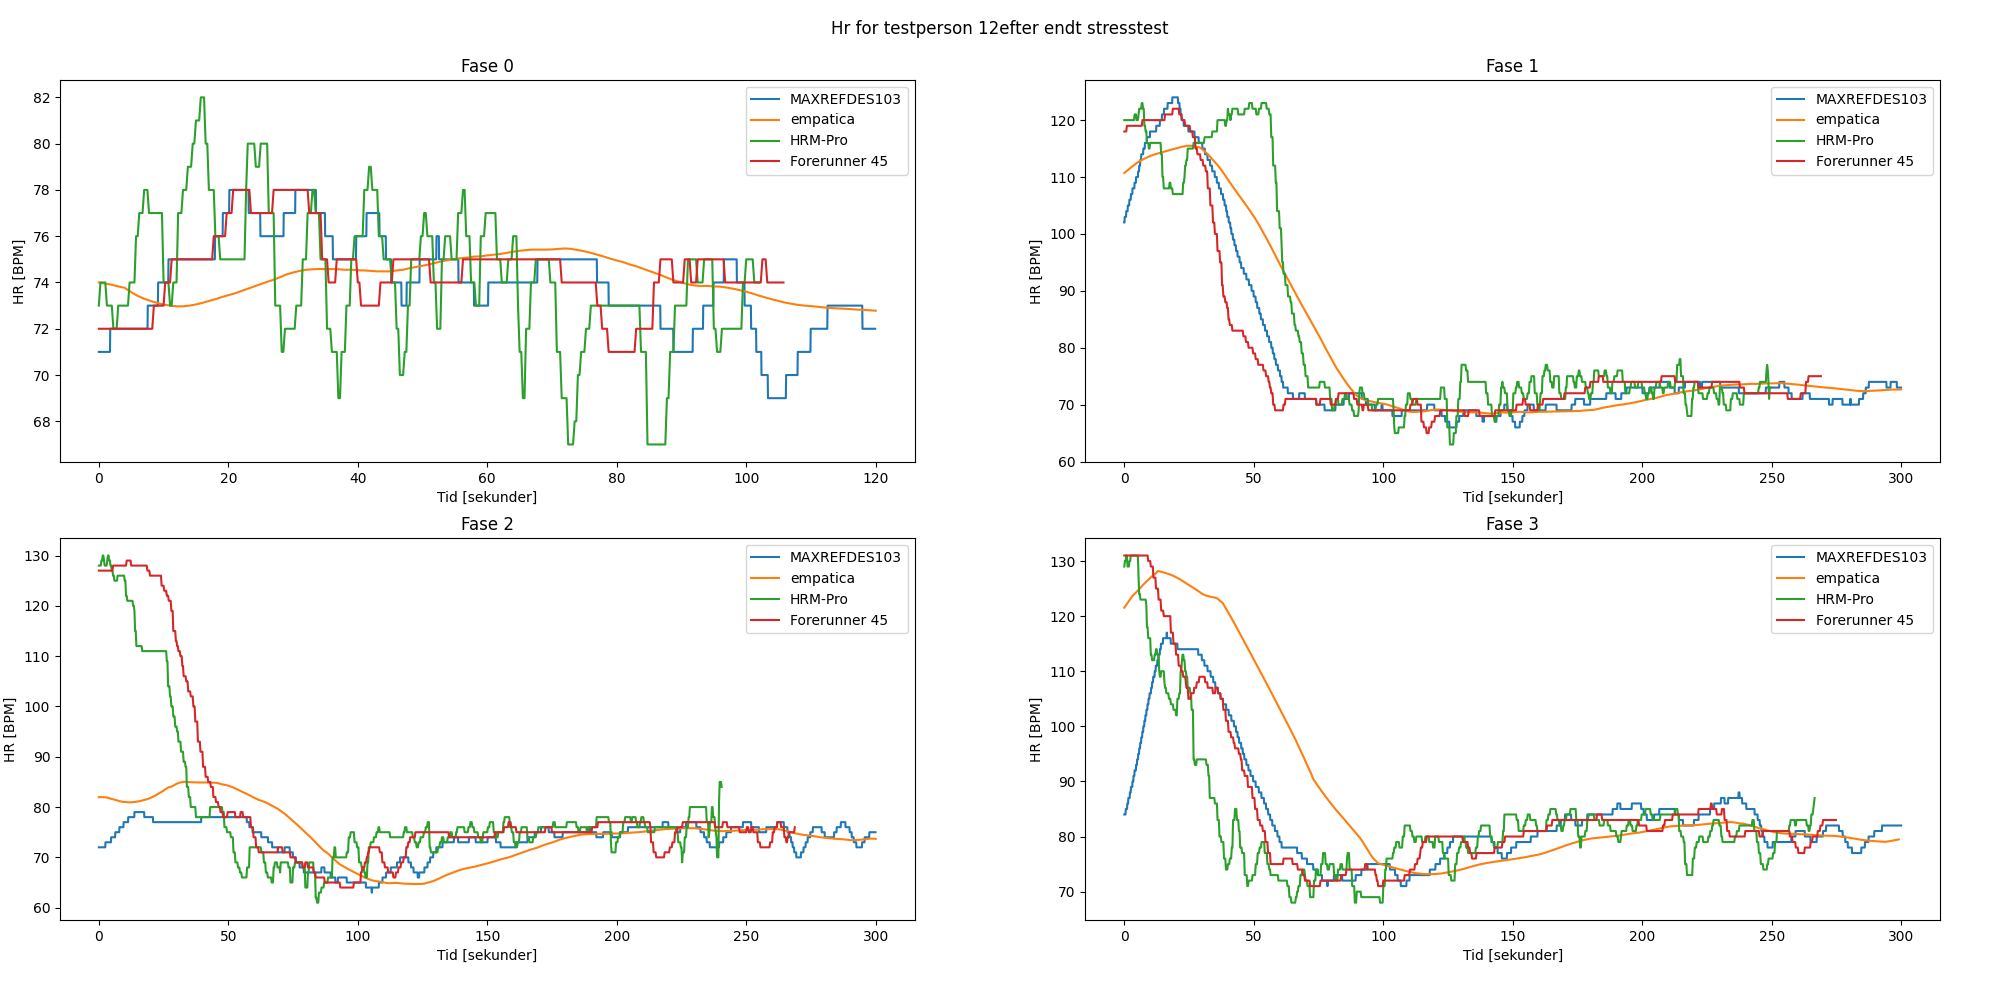 Hr for testperson 12efter endt stresstest
Fase 0
82
80
78
76
74
72
70
68
HR [BPM]
0 20 40 60 80 100 120
Tid [sekunder]
MAXREFDES103
empatica
HRM-Pro
Forerunner 45
Fase 1
120
110
100
90
80
70
60
HR [BPM]
0 50 100 150 200 250 300
Tid [sekunder]
MAXREFDES103
empatica
HRM-Pro
Forerunner 45
Fase 2
130
120
110
100
90
80
70
60
HR [BPM]
0 50 100 150 200 250 300
Tid [sekunder]
MAXREFDES103
empatica
HRM-Pro
Forerunner 45
Fase 3
130
120
110
100
90
80
70
HR [BPM]
0 50 100 150 200 250 300
Tid [sekunder]
MAXREFDES103
empatica
HRM-Pro
Forerunner 45